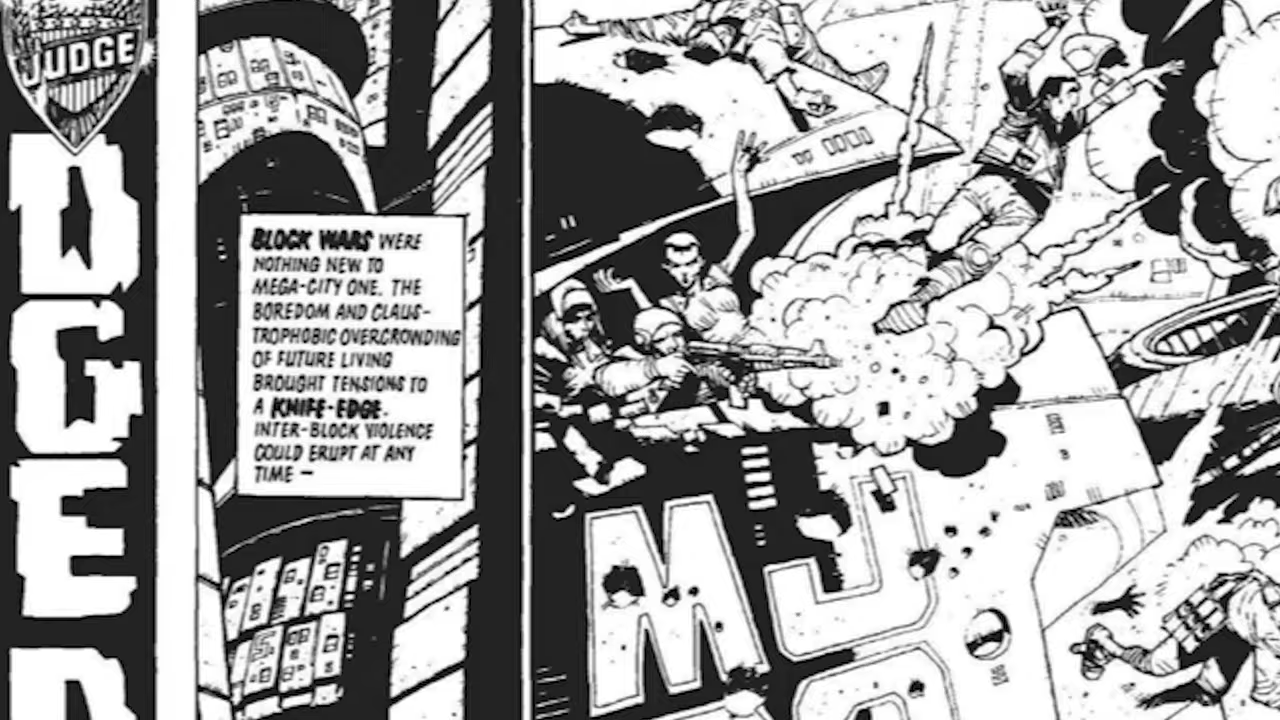 JUDGE
D
G
E
BLOCK WARS WERE
NOTHING NEW TO
MEGA-CITY ONE. THE
BOREDOM AND CLAUS-
TROPHOBIC OVERCROWDING
OF FUTURE LIVING
BROUGHT TENSIONS TO
A KNIFE-EDGE.
INTER-BLOCK VIOLENCE
COULD ERUPT AT ANY
TIME —
M